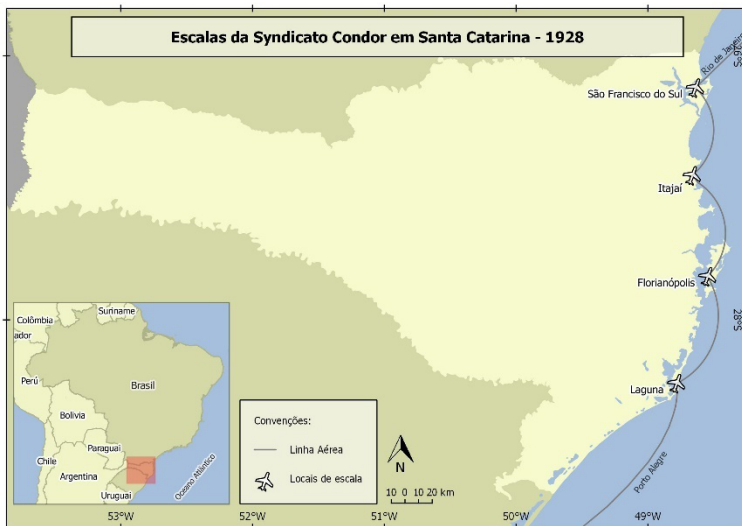 Escalas da Syndicato Condor em Santa Catarina - 1928
Rio de Janeiro
26°S
São Francisco do Sul
Itajaí
Florianópolis
28°S
Laguna
Porto Alegre
Colômbia
Suriname
ador
Perú
Brasil
Bolivia
Paraguai
Chile
Argentina
Uruguai
Oceano Atlântico
Convenções:
Linha Aérea
Locais de escala
N
10 0 10 20 km
53°W 52°W 51°W 50°W 49°W